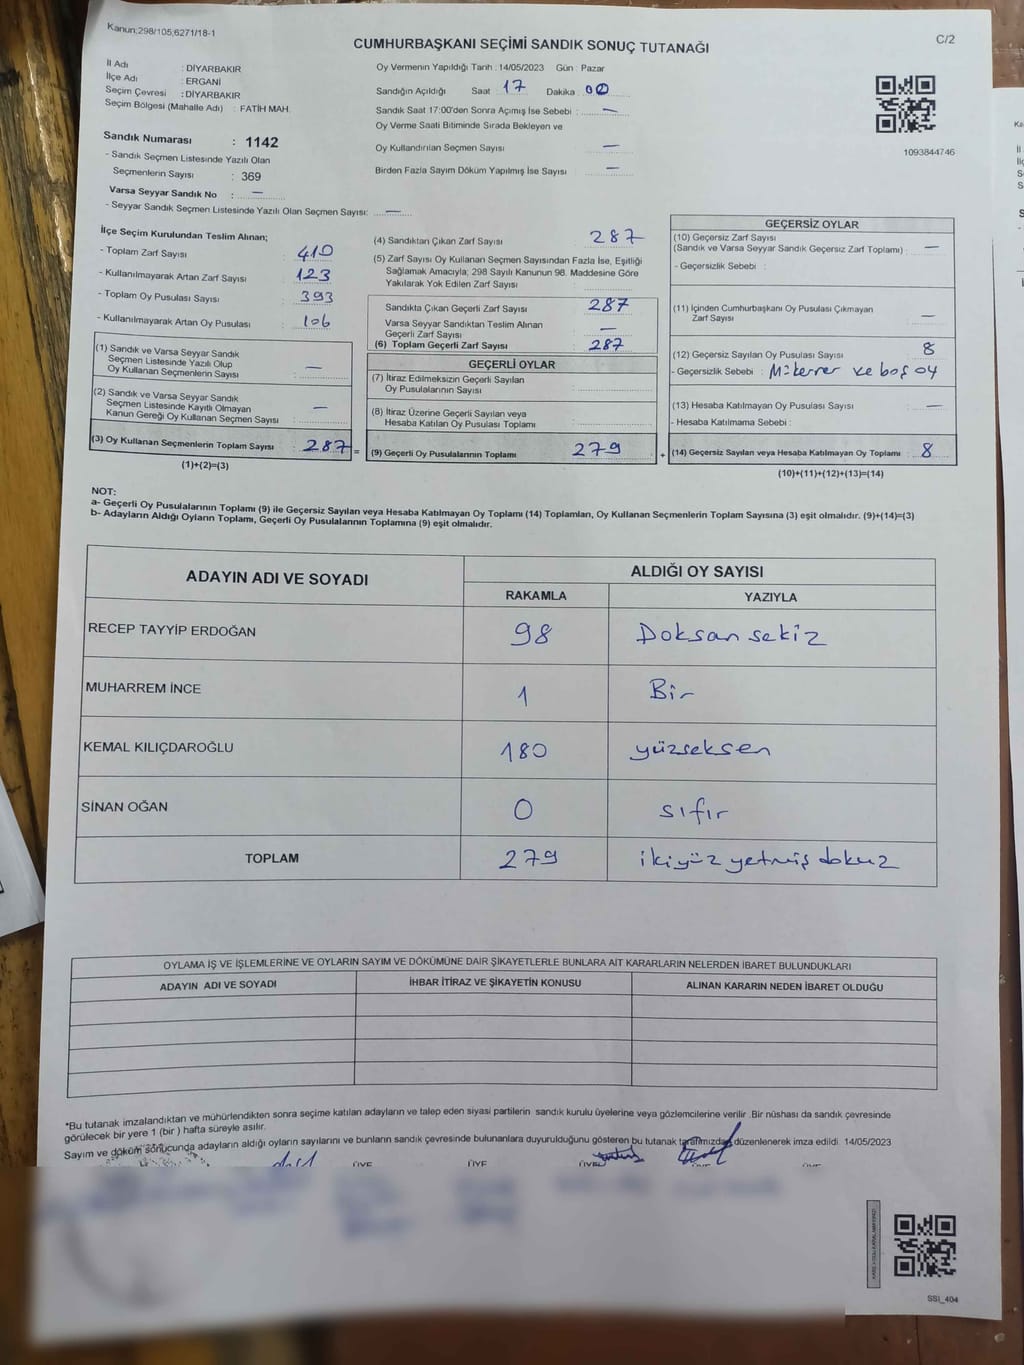 Kanun;298/105;6271/18-1
C/2
CUMHURBAŞKANI SEÇİMİ SANDIK SONUÇ TUTANAĞI
İl Adı : DİYARBAKIR
İlçe Adı : ERGANİ
Seçim Çevresi : DİYARBAKIR
Seçim Bölgesi (Mahalle Adı) : FATİH MAH.
Sandık Numarası : 1142
- Sandık Seçmen Listesinde Yazılı Olan
Seçmenlerin Sayısı : 369
Varsa Seyyar Sandık No : —
- Seyyar Sandık Seçmen Listesinde Yazılı Olan Seçmen Sayısı: —
Oy Vermenin Yapıldığı Tarih : 14/05/2023 Gün : Pazar
Sandığın Açıldığı Saat 17 Dakika 00
Sandık Saat 17:00'den Sonra Açımış İse Sebebi : —
Oy Verme Saati Bitiminde Sırada Bekleyen ve
Oy Kullandırılan Seçmen Sayısı —
Birden Fazla Sayım Döküm Yapılmış İse Sayısı —
1093844746
İlçe Seçim Kurulundan Teslim Alınan;
- Toplam Zarf Sayısı : 410
- Kullanılmayarak Artan Zarf Sayısı : 123
- Toplam Oy Pusulası Sayısı : 393
- Kullanılmayarak Artan Oy Pusulası : 106
(1) Sandık ve Varsa Seyyar Sandık
Seçmen Listesinde Yazılı Olup
Oy Kullanan Seçmenlerin Sayısı : —
(2) Sandık ve Varsa Seyyar Sandık
Seçmen Listesinde Kayıtlı Olmayan
Kanun Gereği Oy Kullanan Seçmen Sayısı : —
(3) Oy Kullanan Seçmenlerin Toplam Sayısı : 287 =
(1)+(2)=(3)
(4) Sandıktan Çıkan Zarf Sayısı : 287
(5) Zarf Sayısı Oy Kullanan Seçmen Sayısından Fazla İse, Eşitliği
Sağlamak Amacıyla; 298 Sayılı Kanunun 98. Maddesine Göre
Yakılarak Yok Edilen Zarf Sayısı :
Sandıkta Çıkan Geçerli Zarf Sayısı : 287
Varsa Seyyar Sandıktan Teslim Alınan
Geçerli Zarf Sayısı : —
(6) Toplam Geçerli Zarf Sayısı : 287
GEÇERLİ OYLAR
(7) İtiraz Edilmeksizin Geçerli Sayılan
Oy Pusulalarının Sayısı :
(8) İtiraz Üzerine Geçerli Sayılan veya
Hesaba Katılan Oy Pusulası Toplamı :
(9) Geçerli Oy Pusulalarının Toplamı : 279 +
GEÇERSİZ OYLAR
(10) Geçersiz Zarf Sayısı
(Sandık ve Varsa Seyyar Sandık Geçersiz Zarf Toplamı) : —
- Geçersizlik Sebebi :
(11) İçinden Cumhurbaşkanı Oy Pusulası Çıkmayan
Zarf Sayısı : —
(12) Geçersiz Sayılan Oy Pusulası Sayısı : 8
- Geçersizlik Sebebi : Mükerrer ve boş oy
(13) Hesaba Katılmayan Oy Pusulası Sayısı : —
- Hesaba Katılmama Sebebi :
(14) Geçersiz Sayılan veya Hesaba Katılmayan Oy Toplamı : 8
(10)+(11)+(12)+(13)=(14)
NOT:
a- Geçerli Oy Pusulalarının Toplamı (9) ile Geçersiz Sayılan veya Hesaba Katılmayan Oy Toplamı (14) Toplamları, Oy Kullanan Seçmenlerin Toplam Sayısına (3) eşit olmalıdır. (9)+(14)=(3)
b- Adayların Aldığı Oyların Toplamı, Geçerli Oy Pusulalarının Toplamına (9) eşit olmalıdır.
ADAYIN ADI VE SOYADI ALDIĞI OY SAYISI
RAKAMLA YAZIYLA
RECEP TAYYİP ERDOĞAN 98 Doksan sekiz
MUHARREM İNCE 1 Bir
KEMAL KILIÇDAROĞLU 180 yüzseksen
SİNAN OĞAN 0 sıfır
TOPLAM 279 ikiyüz yetmiş dokuz
OYLAMA İŞ VE İŞLEMLERİNE VE OYLARIN SAYIM VE DÖKÜMÜNE DAİR ŞİKAYETLERLE BUNLARA AİT KARARLARIN NELERDEN İBARET BULUNDUKLARI
ADAYIN ADI VE SOYADI İHBAR İTİRAZ VE ŞİKAYETİN KONUSU ALINAN KARARIN NEDEN İBARET OLDUĞU
*Bu tutanak imzalandıktan ve mühürlendikten sonra seçime katılan adayların ve talep eden siyasi partilerin sandık kurulu üyelerine veya gözlemcilerine verilir .Bir nüshası da sandık çevresinde
görülecek bir yere 1 (bir ) hafta süreyle asılır.
Sayım ve döküm sonucunda adayların aldığı oyların sayılarını ve bunların sandık çevresinde bulunanlara duyurulduğunu gösteren bu tutanak tarafımızdan düzenlenerek imza edildi. 14/05/2023
ÜYE ÜYE ÜYE
SSI_404